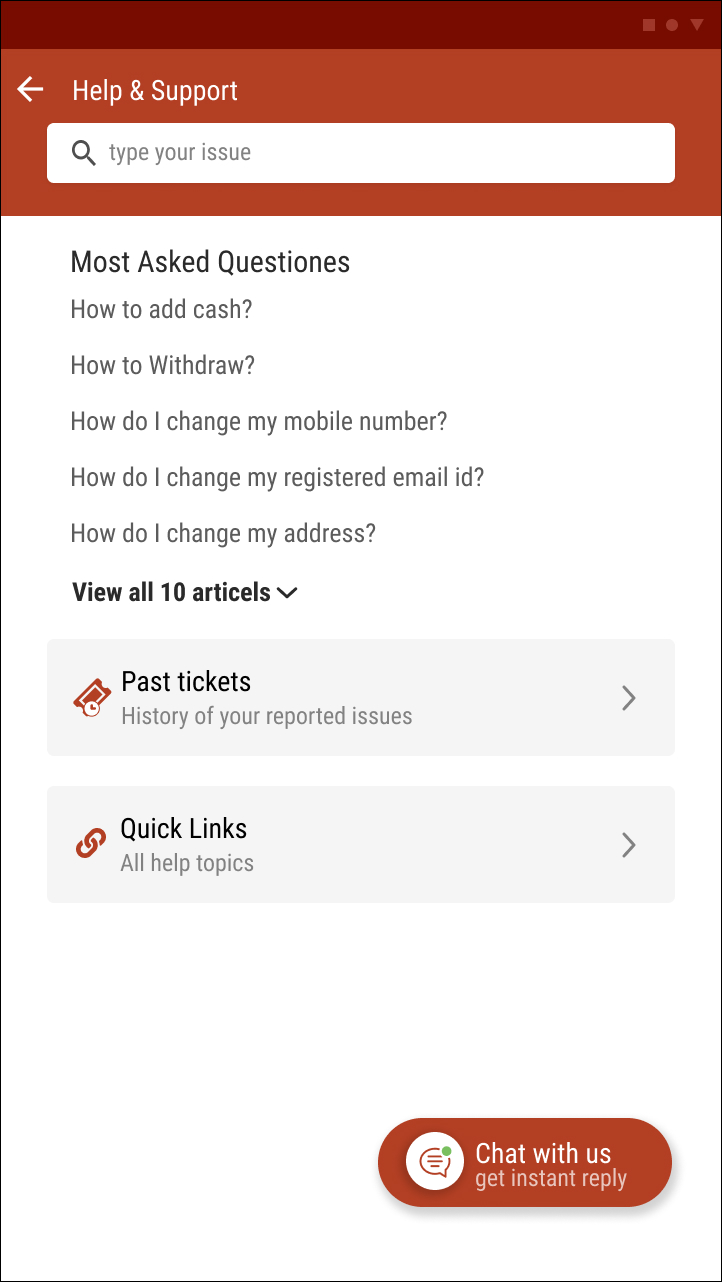 Help & Support
type your issue
Most Asked Questiones
How to add cash?
How to Withdraw?
How do I change my mobile number?
How do I change my registered email id?
How do I change my address?
View all 10 articels
Past tickets
History of your reported issues
Quick Links
All help topics
Chat with us
get instant reply